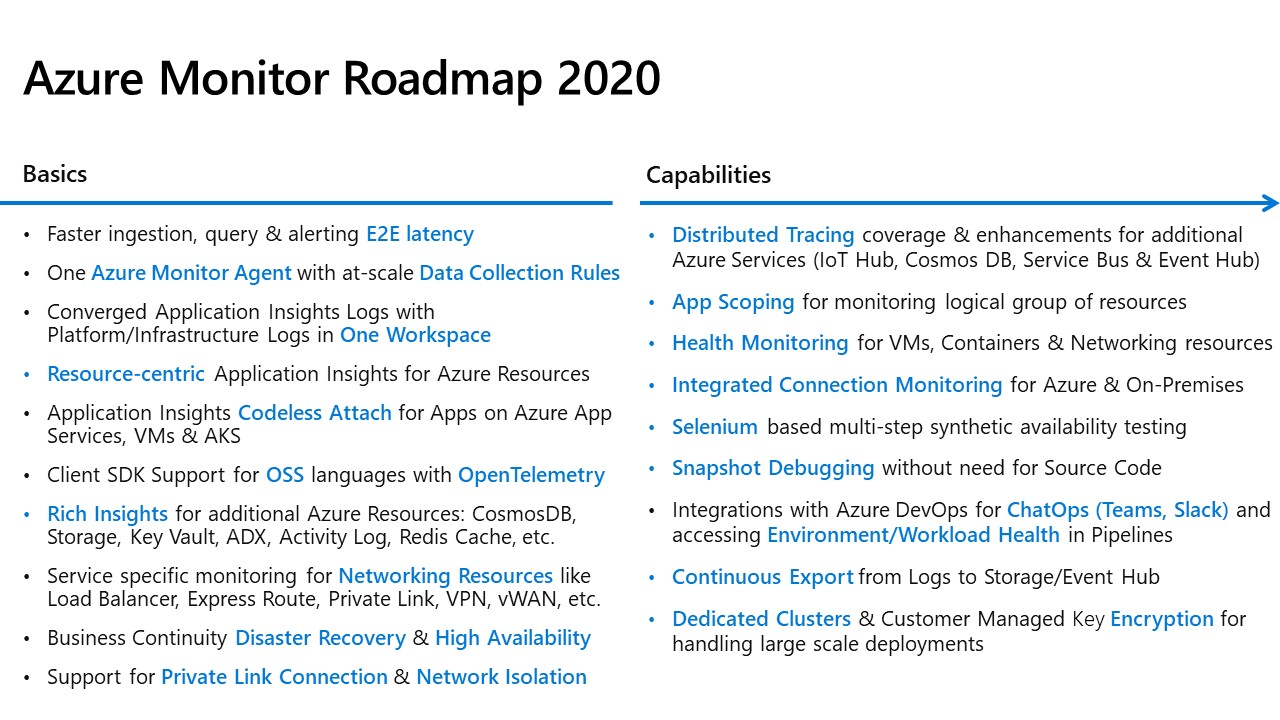 Azure Monitor Roadmap 2020
Basics
• Faster ingestion, query & alerting E2E latency
• One Azure Monitor Agent with at-scale Data Collection Rules
• Converged Application Insights Logs with
Platform/Infrastructure Logs in One Workspace
• Resource-centric Application Insights for Azure Resources
• Application Insights Codeless Attach for Apps on Azure App
Services, VMs & AKS
• Client SDK Support for OSS languages with OpenTelemetry
• Rich Insights for additional Azure Resources: CosmosDB,
Storage, Key Vault, ADX, Activity Log, Redis Cache, etc.
• Service specific monitoring for Networking Resources like
Load Balancer, Express Route, Private Link, VPN, vWAN, etc.
• Business Continuity Disaster Recovery & High Availability
• Support for Private Link Connection & Network Isolation
Capabilities
• Distributed Tracing coverage & enhancements for additional
Azure Services (IoT Hub, Cosmos DB, Service Bus & Event Hub)
• App Scoping for monitoring logical group of resources
• Health Monitoring for VMs, Containers & Networking resources
• Integrated Connection Monitoring for Azure & On-Premises
• Selenium based multi-step synthetic availability testing
• Snapshot Debugging without need for Source Code
• Integrations with Azure DevOps for ChatOps (Teams, Slack) and
accessing Environment/Workload Health in Pipelines
• Continuous Export from Logs to Storage/Event Hub
• Dedicated Clusters & Customer Managed Key Encryption for
handling large scale deployments